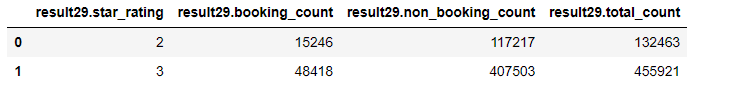 result29.star_rating result29.booking_count result29.non_booking_count result29.total_count
0 2 15246 117217 132463
1 3 48418 407503 455921